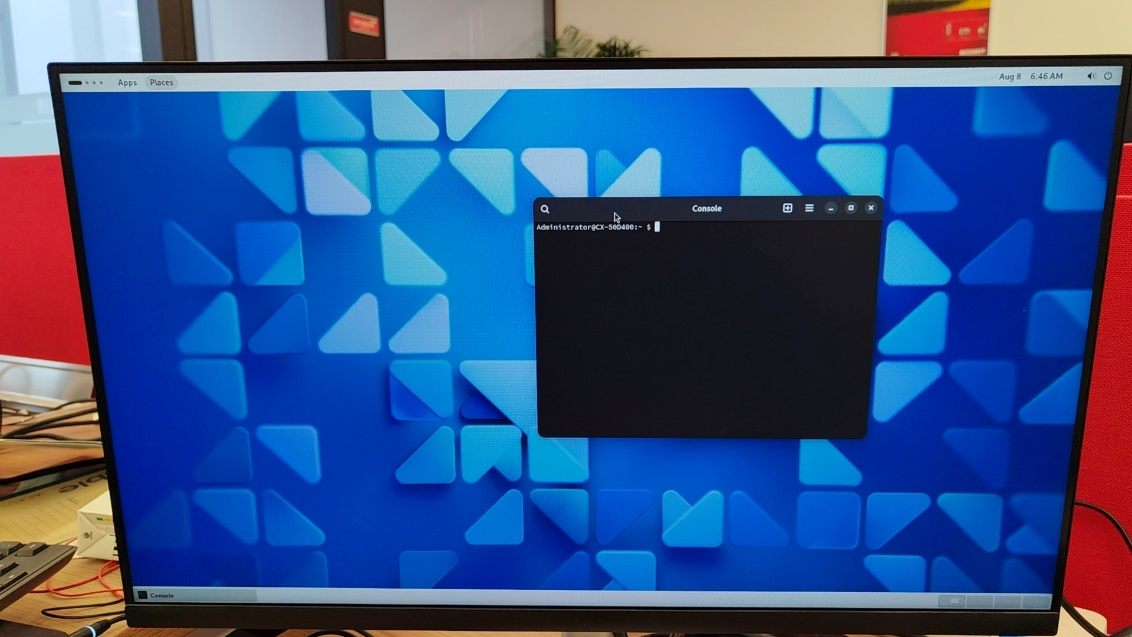 Apps Places
Aug 8 6:46 AM
Console
Administrator@CX-50D400:~ $
Console